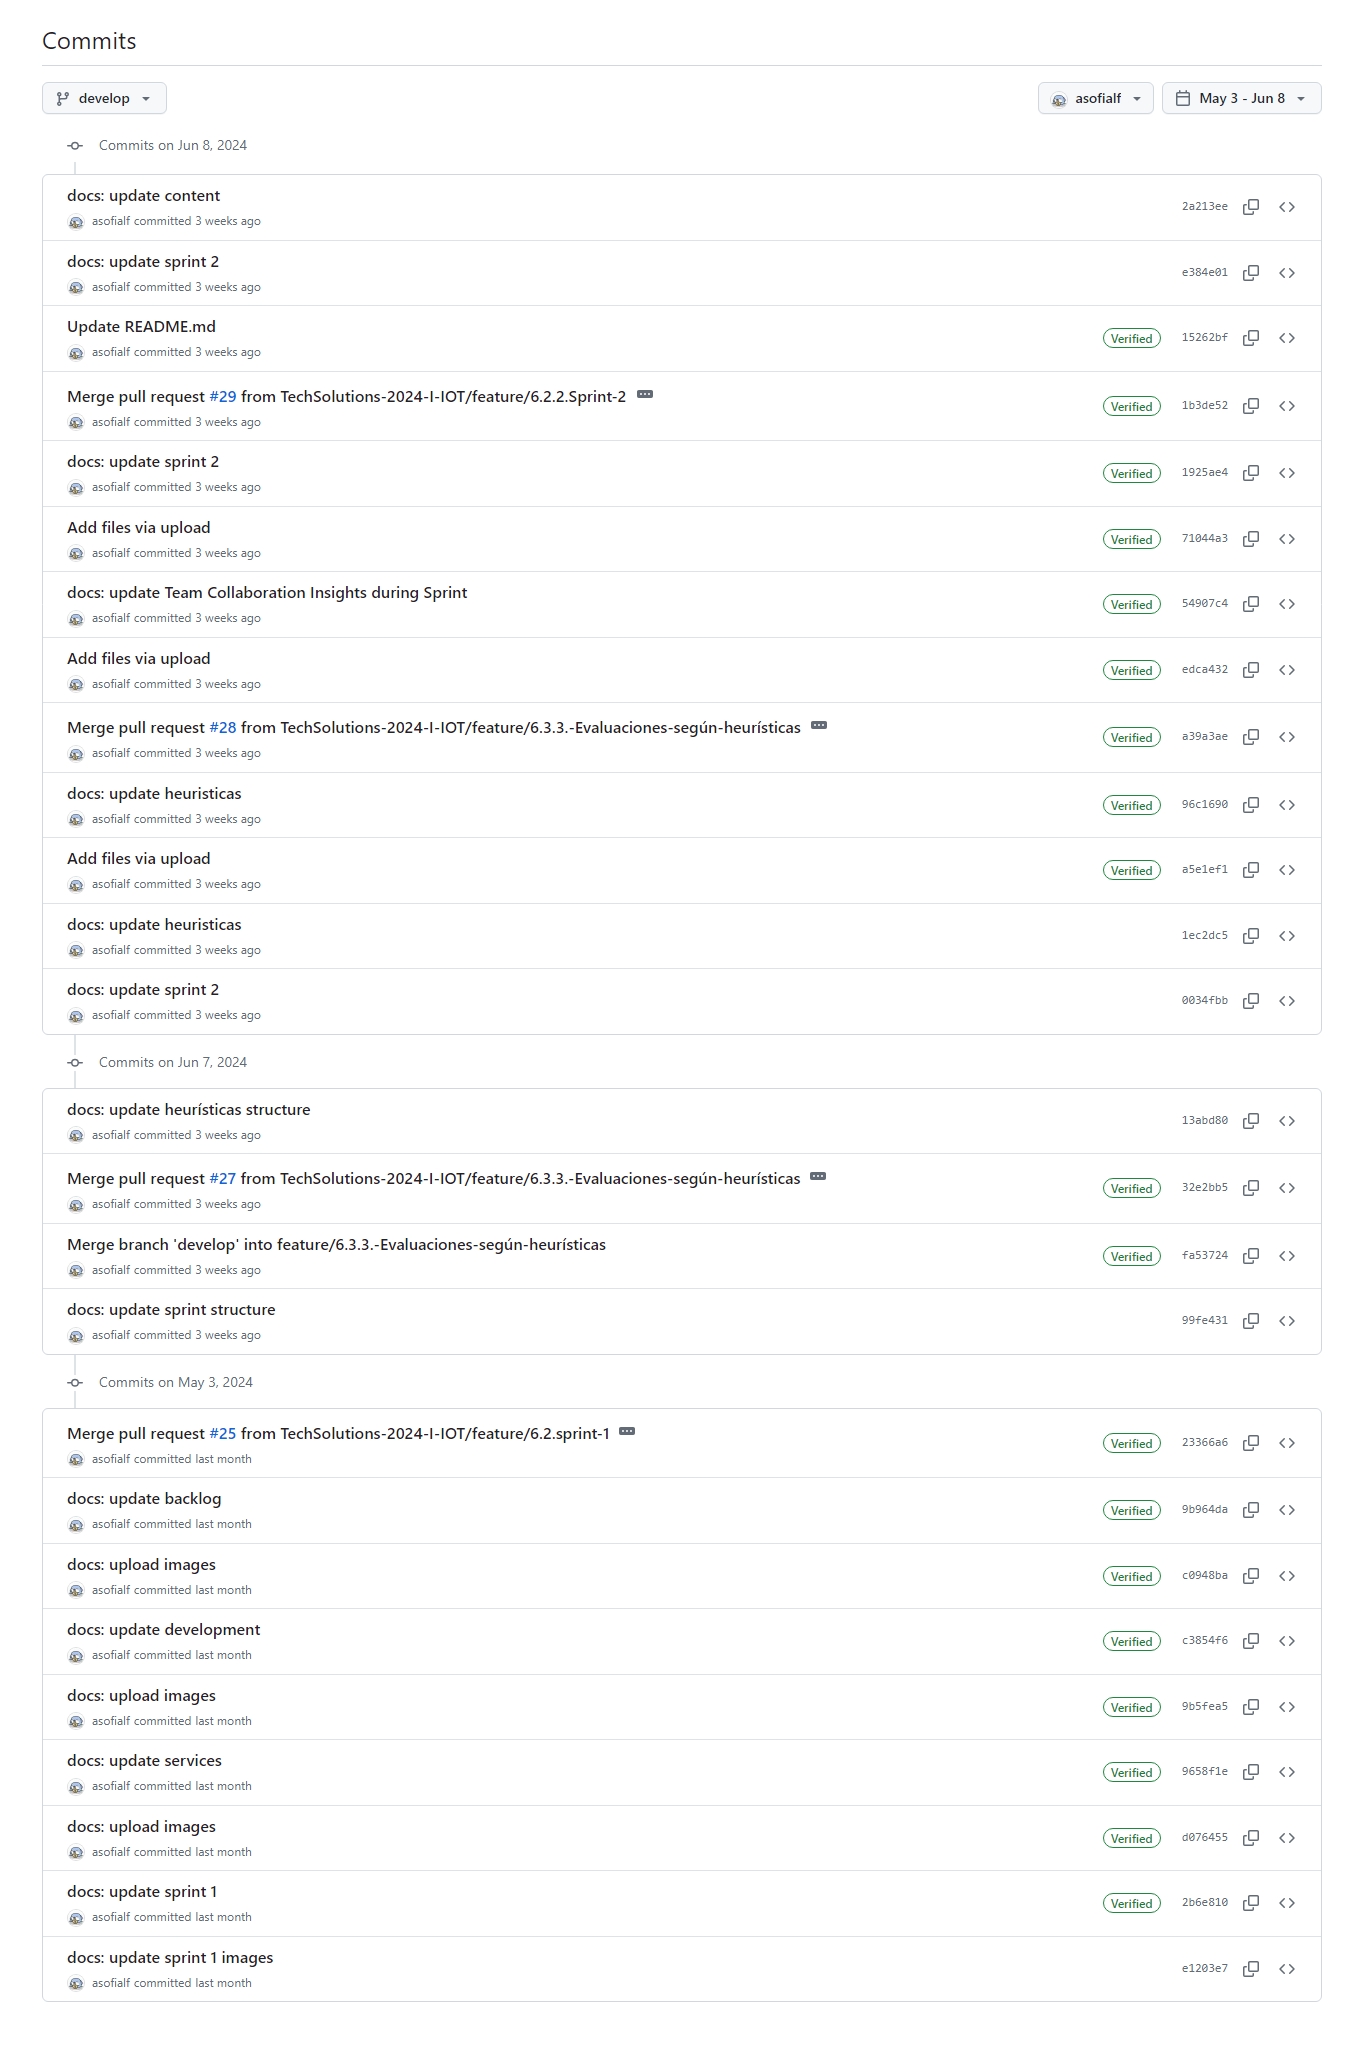 Commits
develop
asofialf
May 3 - Jun 8
Commits on Jun 8, 2024
docs: update content
asofialf committed 3 weeks ago
2a213ee
docs: update sprint 2
asofialf committed 3 weeks ago
e384e01
Update README.md
asofialf committed 3 weeks ago
Verified
15262bf
Merge pull request #29 from TechSolutions-2024-I-IOT/feature/6.2.2.Sprint-2
asofialf committed 3 weeks ago
Verified
1b3de52
docs: update sprint 2
asofialf committed 3 weeks ago
Verified
1925ae4
Add files via upload
asofialf committed 3 weeks ago
Verified
71044a3
docs: update Team Collaboration Insights during Sprint
asofialf committed 3 weeks ago
Verified
54907c4
Add files via upload
asofialf committed 3 weeks ago
Verified
edca432
Merge pull request #28 from TechSolutions-2024-I-IOT/feature/6.3.3.-Evaluaciones-según-heurísticas
asofialf committed 3 weeks ago
Verified
a39a3ae
docs: update heuristicas
asofialf committed 3 weeks ago
Verified
96c1690
Add files via upload
asofialf committed 3 weeks ago
Verified
a5e1ef1
docs: update heuristicas
asofialf committed 3 weeks ago
1ec2dc5
docs: update sprint 2
asofialf committed 3 weeks ago
0034fbb
Commits on Jun 7, 2024
docs: update heurísticas structure
asofialf committed 3 weeks ago
13abd80
Merge pull request #27 from TechSolutions-2024-I-IOT/feature/6.3.3.-Evaluaciones-según-heurísticas
asofialf committed 3 weeks ago
Verified
32e2bb5
Merge branch 'develop' into feature/6.3.3.-Evaluaciones-según-heurísticas
asofialf committed 3 weeks ago
Verified
fa53724
docs: update sprint structure
asofialf committed 3 weeks ago
99fe431
Commits on May 3, 2024
Merge pull request #25 from TechSolutions-2024-I-IOT/feature/6.2.sprint-1
asofialf committed last month
Verified
23366a6
docs: update backlog
asofialf committed last month
Verified
9b964da
docs: upload images
asofialf committed last month
Verified
c0948ba
docs: update development
asofialf committed last month
Verified
c3854f6
docs: upload images
asofialf committed last month
Verified
9b5fea5
docs: update services
asofialf committed last month
Verified
9658f1e
docs: upload images
asofialf committed last month
Verified
d076455
docs: update sprint 1
asofialf committed last month
Verified
2b6e810
docs: update sprint 1 images
asofialf committed last month
e1203e7